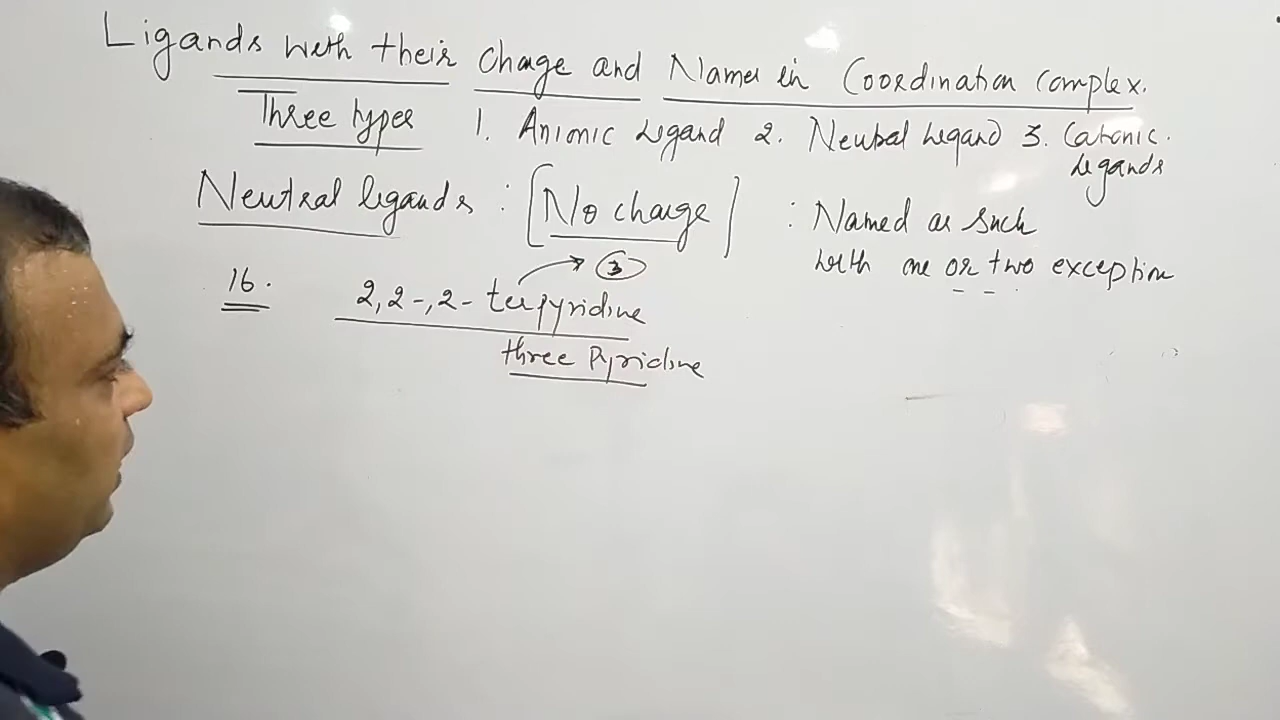 Ligands with their Charge and Names in Coordination Complex.
Three types 1. Anionic Ligand 2. Neutral Ligand 3. Cationic Ligands
Neutral ligands : [No charge] : Named as such
with one or two exception
16. 2,2-,2- terpyridine → 3
three Pyridine